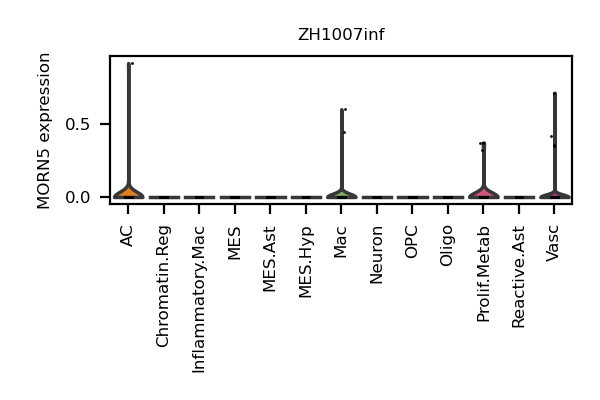 ZH1007inf
MORN5 expression
0.5
0.0
AC
Chromatin.Reg
Inflammatory.Mac
MES
MES.Ast
MES.Hyp
Mac
Neuron
OPC
Oligo
Prolif.Metab
Reactive.Ast
Vasc